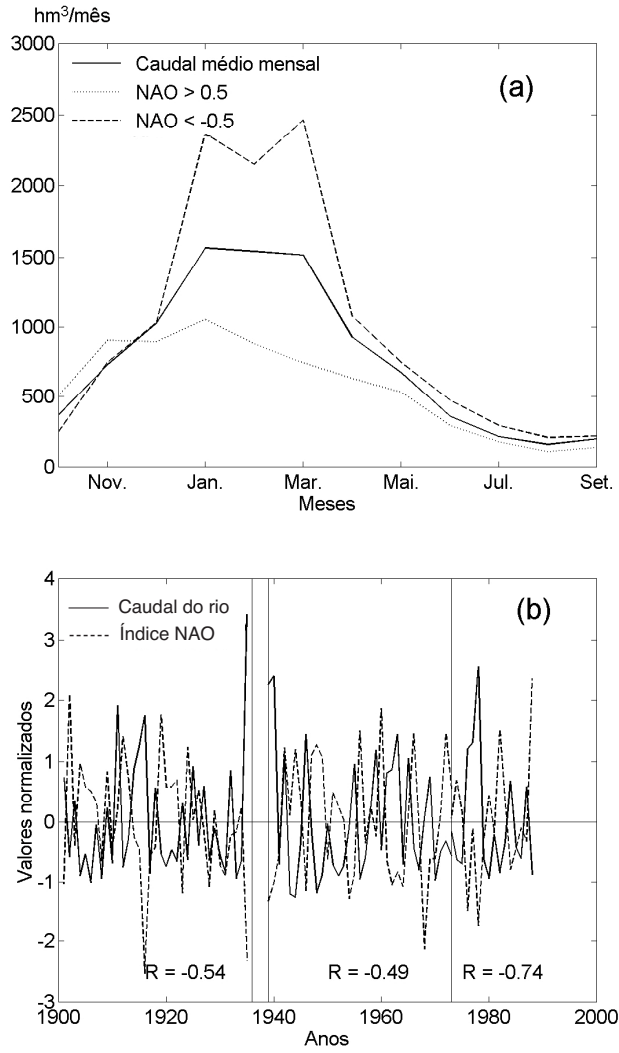 hm³/mês
3000
2500
2000
1500
1000
500
0
Caudal médio mensal
NAO > 0.5
NAO < -0.5
(a)
Nov. Jan. Mar. Mai. Jul. Set.
Meses
4
3
2
1
0
-1
-2
-3
Valores normalizados
Caudal do rio
Índice NAO
(b)
R = -0.54 R = -0.49 R = -0.74
1900 1920 1940 1960 1980 2000
Anos